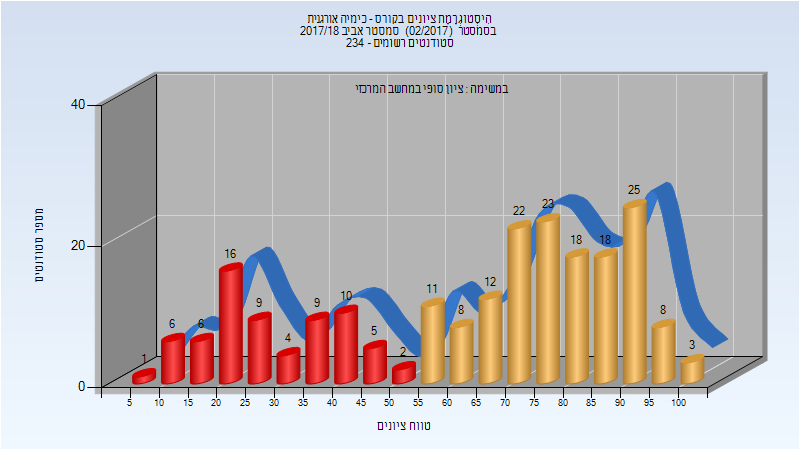 היסטוגרמת ציונים בקורס - כימיה אורגנית
בסמסטר (02/2017) סמסטר אביב 2017/18
סטודנטים רשומים - 234
במשימה : ציון סופי במחשב המרכזי
מספר סטודנטים
40
20
0
1 6 6 16 9 4 9 10 5 2 11 8 12 22 23 18 18 25 8 3
5 10 15 20 25 30 35 40 45 50 55 60 65 70 75 80 85 90 95 100
טווח ציונים